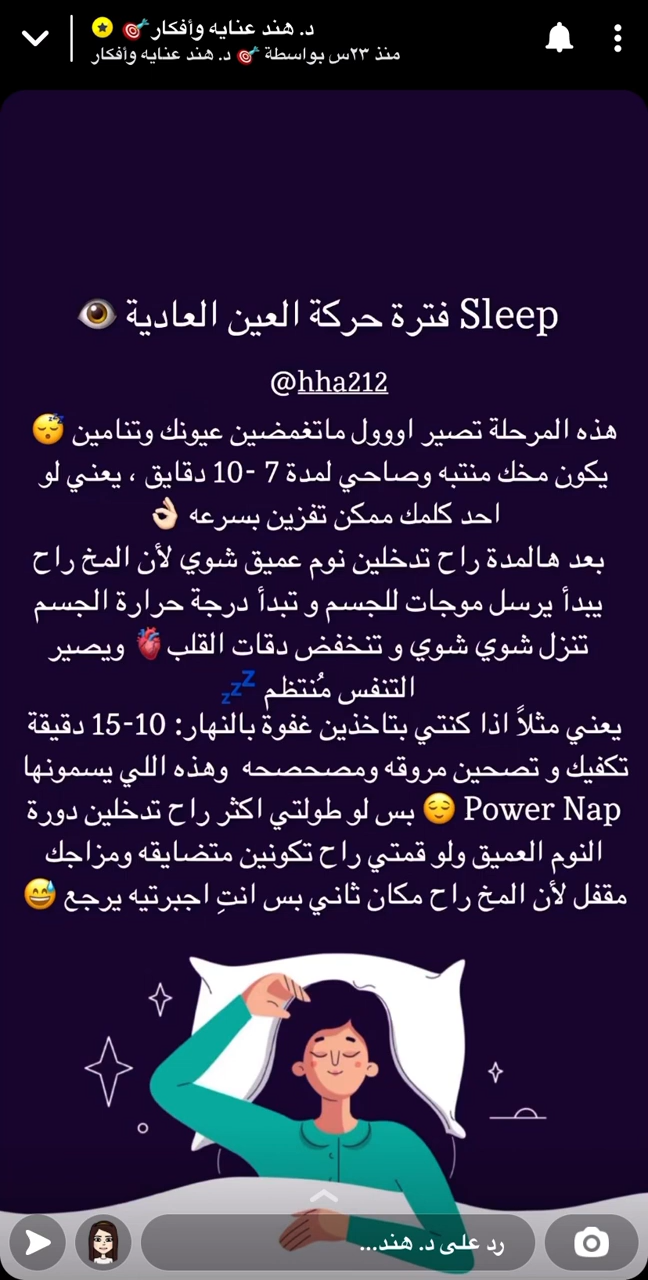 د. هند عنايه وأفكار 🎯
منذ ٢٣س بواسطة 🎯 د. هند عنايه وأفكار
Sleep فترة حركة العين العادية 👁️
@hha212
هذه المرحلة تصير اووول ماتغمضين عيونك وتنامين 😴
يكون مخك منتبه وصاحي لمدة 7 -10 دقايق ، يعني لو
احد كلمك ممكن تفزين بسرعه 👌🏻
بعد هالمدة راح تدخلين نوم عميق شوي لأن المخ راح
يبدأ يرسل موجات للجسم و تبدأ درجة حرارة الجسم
تنزل شوي شوي و تنخفض دقات القلب🫀 ويصير
التنفس مُنتظم 💤
يعني مثلاً اذا كنتي بتاخذين غفوة بالنهار: 10-15 دقيقة
تكفيك و تصحين مروقه ومصحصحه وهذه اللي يسمونها
Power Nap 😌 بس لو طولتي اكثر راح تدخلين دورة
النوم العميق ولو قمتي راح تكونين متضايقه ومزاجك
مقفل لأن المخ راح مكان ثاني بس انتِ اجبرتيه يرجع 😅
رد على د. هند...